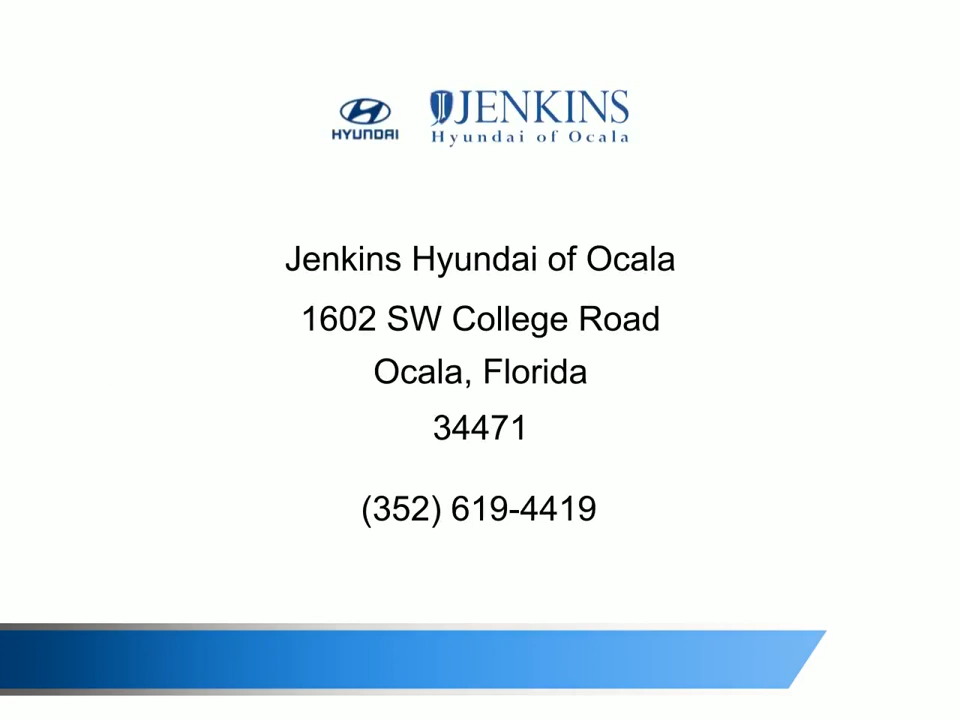 HYUNDAI
JENKINS
Hyundai of Ocala
Jenkins Hyundai of Ocala
1602 SW College Road
Ocala, Florida
34471
(352) 619-4419